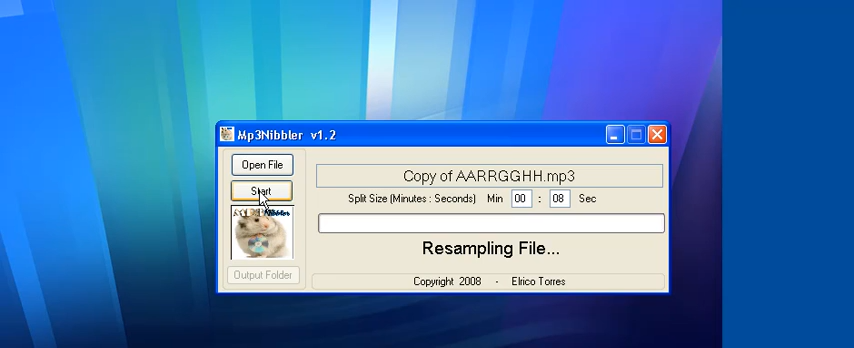 Mp3Nibbler v1.2
Open File
Copy of AARRGGHH.mp3
Start
Split Size (Minutes : Seconds) Min 00 : 08 Sec
Nibbler
Resampling File...
Output Folder
Copyright 2008 - Elrico Torres